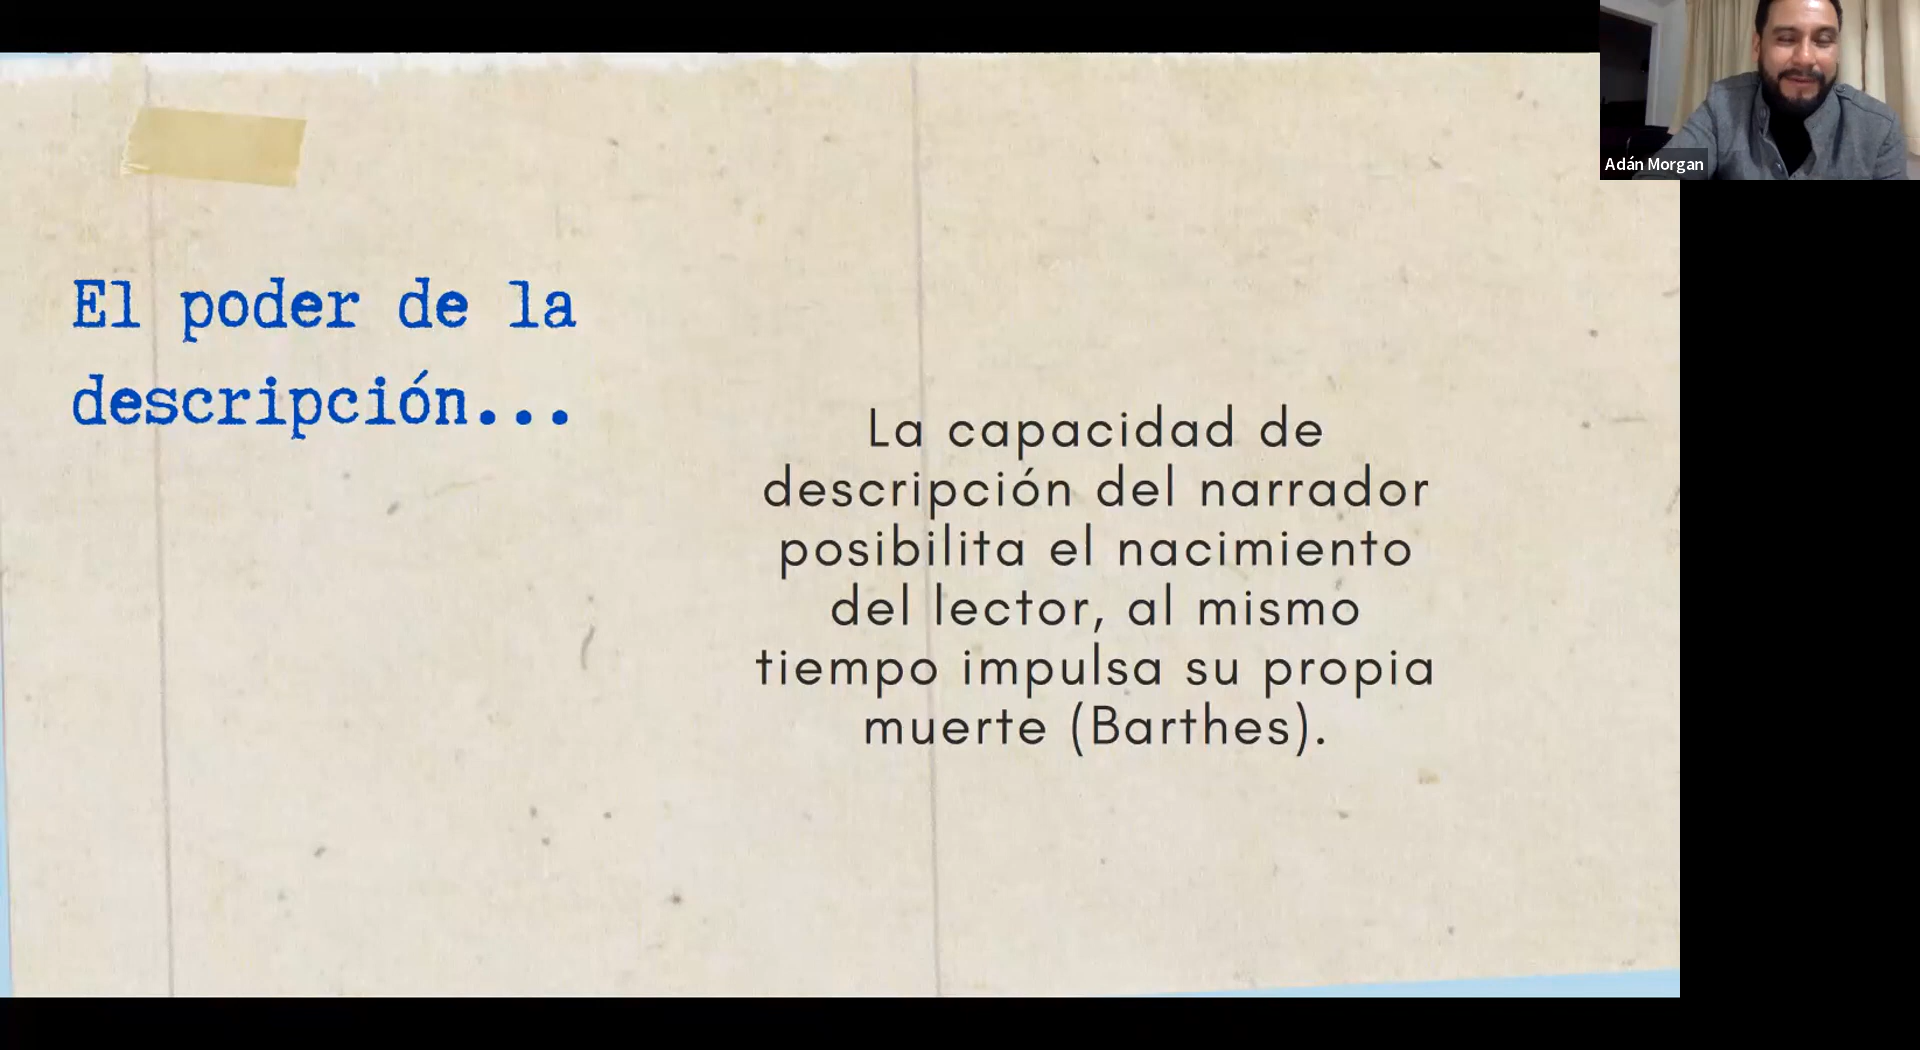 El poder de la
descripción...
La capacidad de
descripción del narrador
posibilita el nacimiento
del lector, al mismo
tiempo impulsa su propia
muerte (Barthes).
Adán Morgan